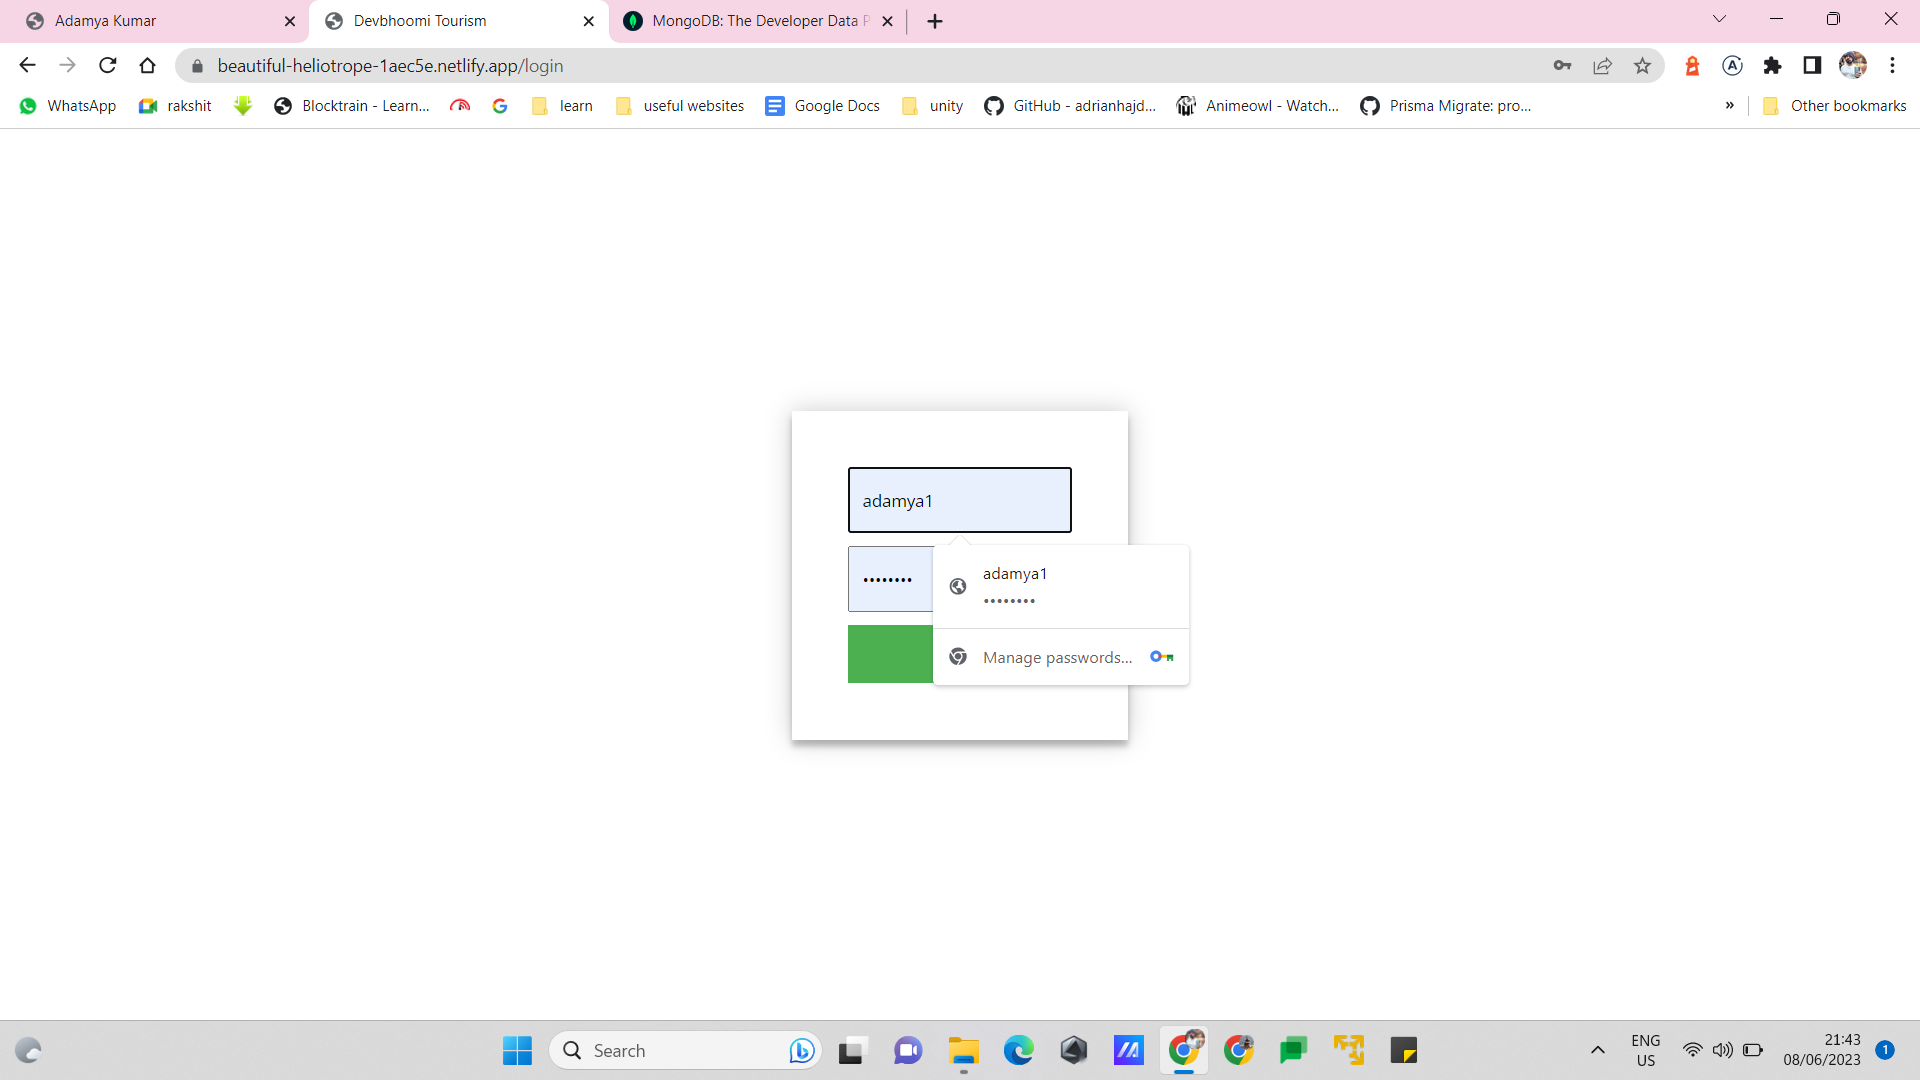 Adamya Kumar
Devbhoomi Tourism
MongoDB: The Developer Data P
beautiful-heliotrope-1aec5e.netlify.app/login
WhatsApp
rakshit
Blocktrain - Learn...
learn
useful websites
Google Docs
unity
GitHub - adrianhajd...
Animeowl - Watch...
Prisma Migrate: pro...
»
Other bookmarks
adamya1
••••••••
adamya1
••••••••
Manage passwords...
Search
ENG
US
21:43
08/06/2023
1